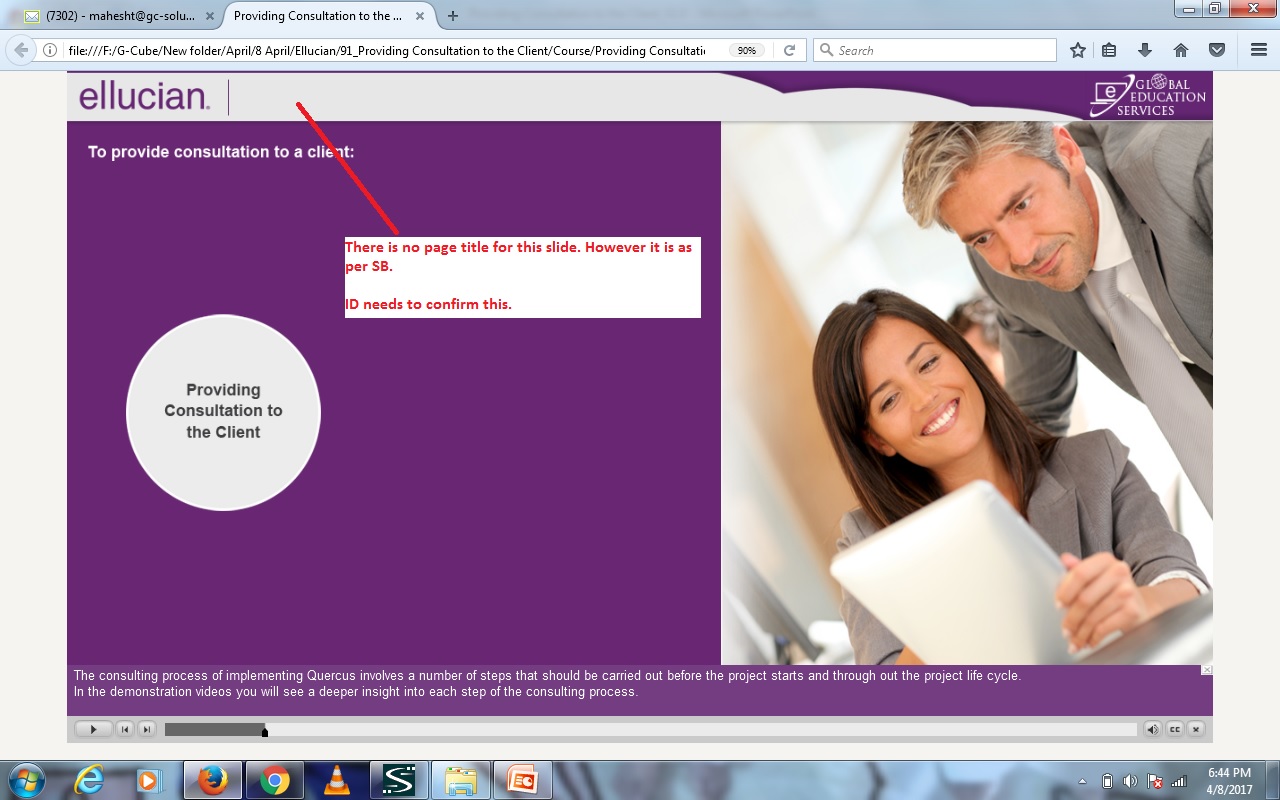 (7302) - mahesht@gc-solu...
Providing Consultation to the ...
file:///F:/G-Cube/New folder/April/8 April/Ellucian/91_Providing Consultation to the Client/Course/Providing Consultati
90%
Search
ellucian.
e
GLOBAL
EDUCATION
SERVICES
To provide consultation to a client:
There is no page title for this slide. However it is as
per SB.
ID needs to confirm this.
Providing
Consultation to
the Client
The consulting process of implementing Quercus involves a number of steps that should be carried out before the project starts and through out the project life cycle.
In the demonstration videos you will see a deeper insight into each step of the consulting process.
CC
6:44 PM
4/8/2017